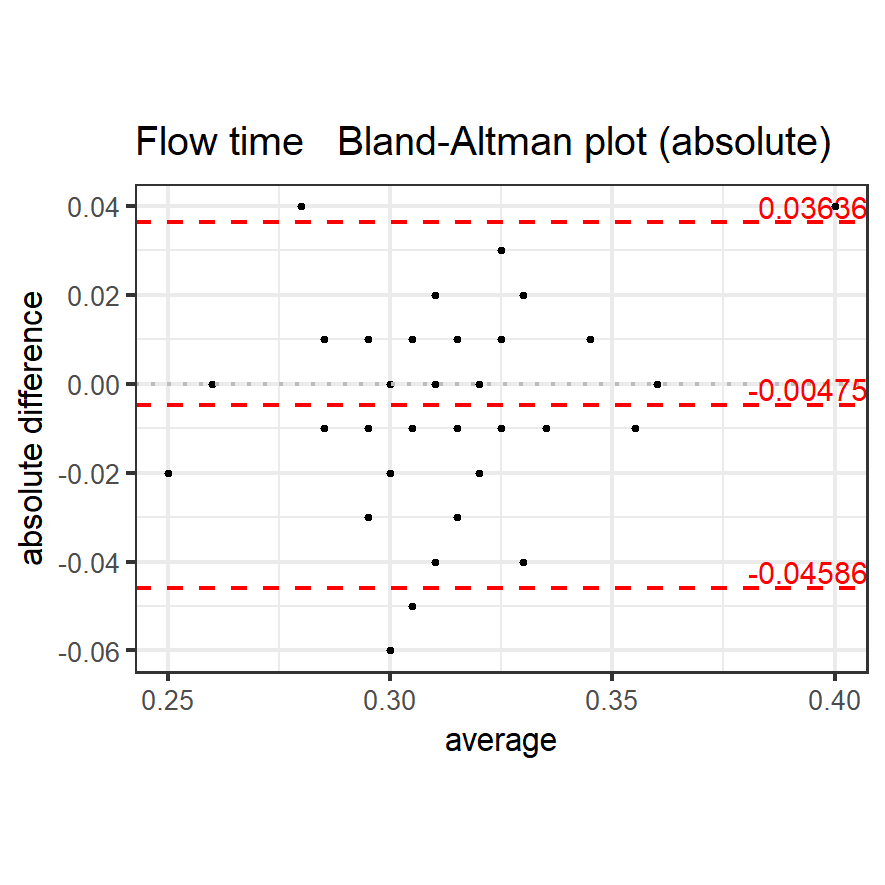 Flow time   Bland-Altman plot (absolute)
0.04
0.02
0.00
-0.02
-0.04
-0.06
absolute difference
0.03636
-0.00475
-0.04586
0.25 0.30 0.35 0.40
average